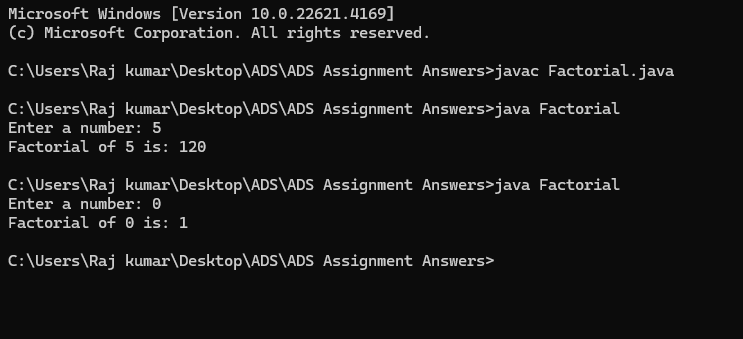 Microsoft Windows [Version 10.0.22621.4169]
(c) Microsoft Corporation. All rights reserved.
C:\Users\Raj kumar\Desktop\ADS\ADS Assignment Answers>javac Factorial.java
C:\Users\Raj kumar\Desktop\ADS\ADS Assignment Answers>java Factorial
Enter a number: 5
Factorial of 5 is: 120
C:\Users\Raj kumar\Desktop\ADS\ADS Assignment Answers>java Factorial
Enter a number: 0
Factorial of 0 is: 1
C:\Users\Raj kumar\Desktop\ADS\ADS Assignment Answers>